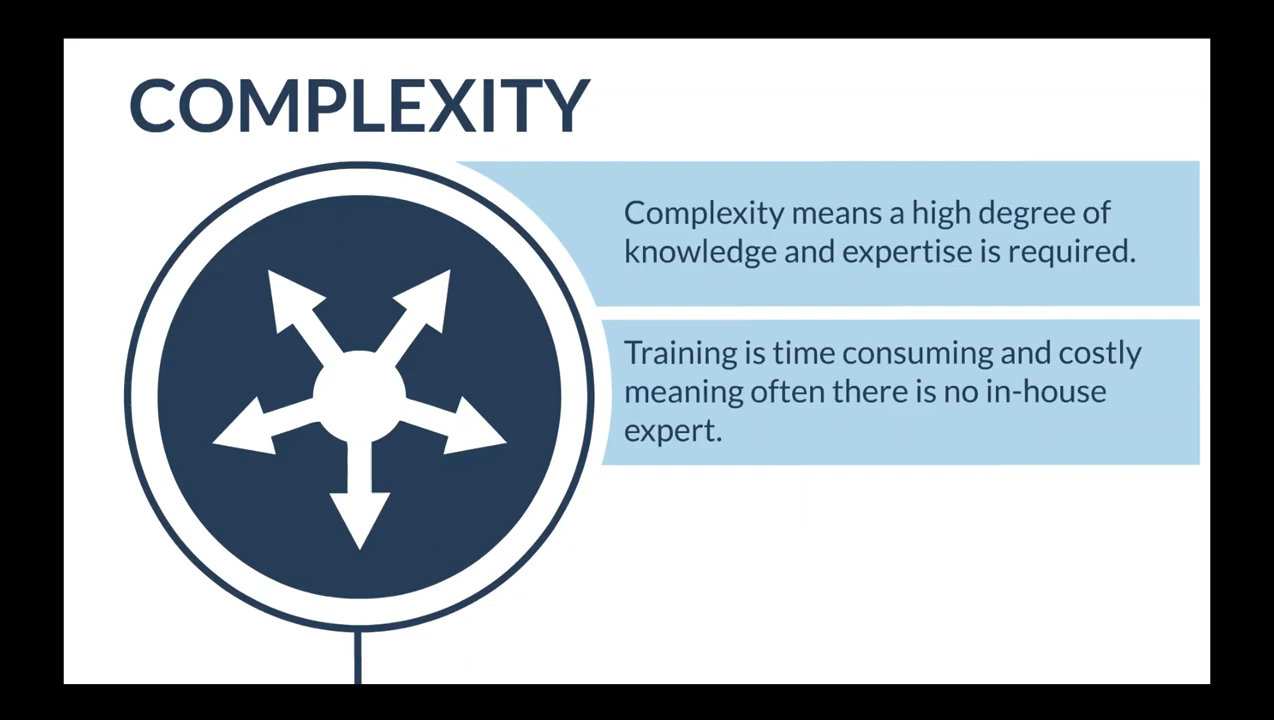 COMPLEXITY
Complexity means a high degree of
knowledge and expertise is required.
Training is time consuming and costly
meaning often there is no in-house
expert.